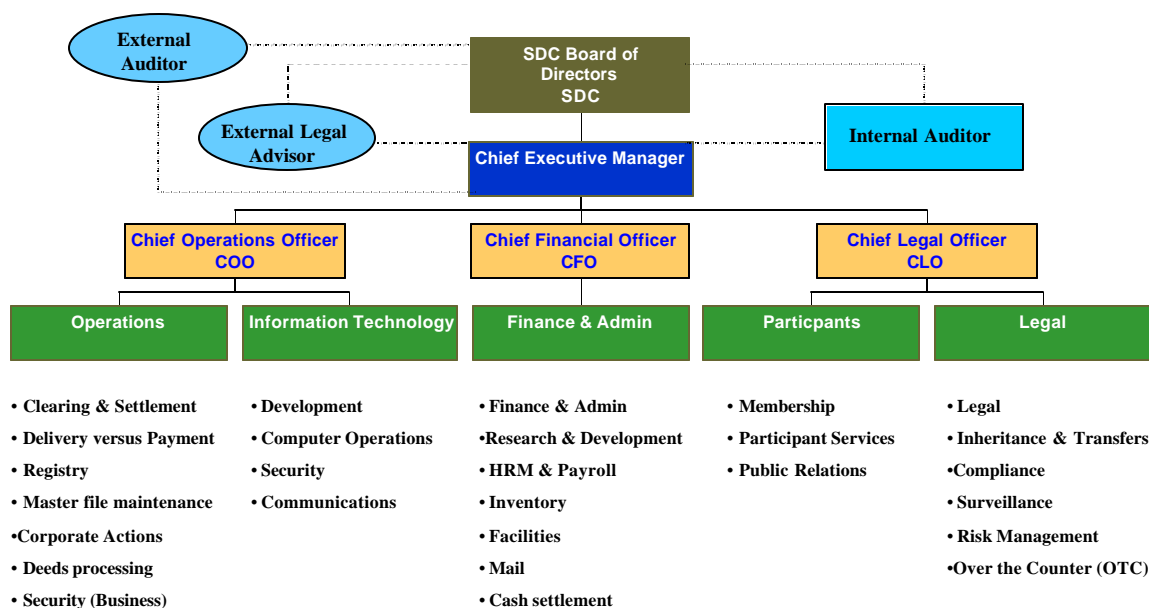 External
Auditor
SDC Board of
Directors
SDC
External Legal
Advisor
Internal Auditor
Chief Executive Manager
Chief Operations Officer
COO
Chief Financial Officer
CFO
Chief Legal Officer
CLO
Operations
Information Technology
Finance & Admin
Particpants
Legal
• Clearing & Settlement
• Delivery versus Payment
• Registry
• Master file maintenance
•Corporate Actions
• Deeds processing
• Security (Business)
• Development
• Computer Operations
• Security
• Communications
• Finance & Admin
•Research & Development
• HRM & Payroll
• Inventory
• Facilities
• Mail
• Cash settlement
• Membership
• Participant Services
• Public Relations
• Legal
• Inheritance & Transfers
•Compliance
• Surveillance
• Risk Management
•Over the Counter (OTC)